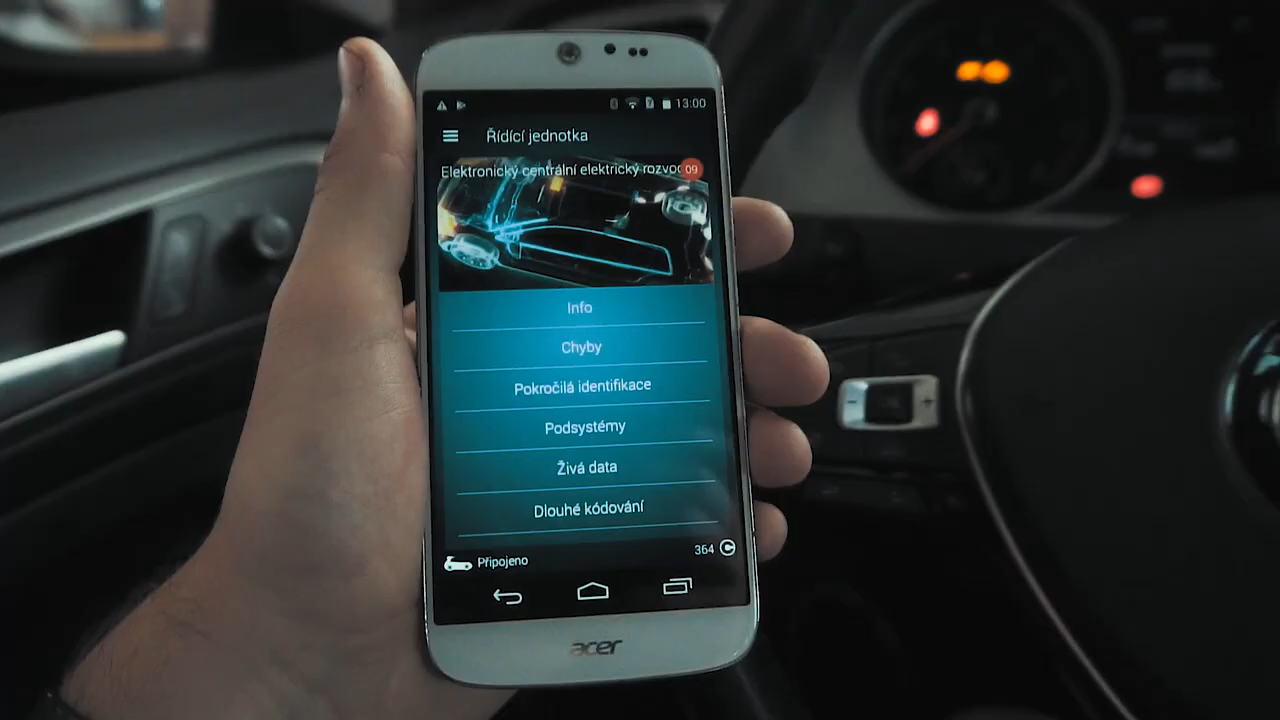 13:00
Řídící jednotka
Elektronický centrální elektrický rozvod 09
Info
Chyby
Pokročilá identifikace
Podsystémy
Živá data
Dlouhé kódování
Připojeno
364
acer
- +